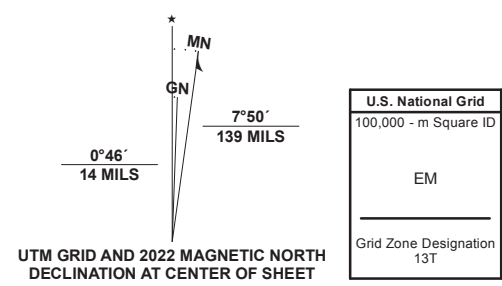 ★
MN
GN
7°50´
139 MILS
0°46´
14 MILS
UTM GRID AND 2022 MAGNETIC NORTH
DECLINATION AT CENTER OF SHEET
U.S. National Grid
100,000 - m Square ID
EM
Grid Zone Designation
13T